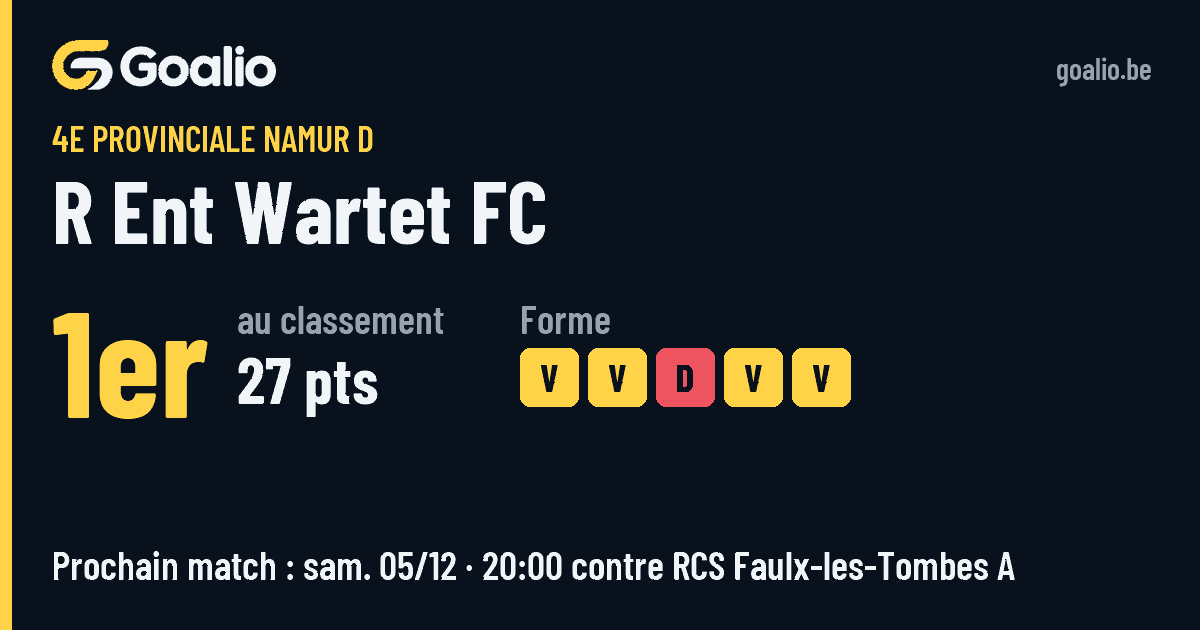 Goalio
goalio.be
4E PROVINCIALE NAMUR D
R Ent Wartet FC
1er
au classement
27 pts
Forme
V V D V V
Prochain match : sam. 05/12 · 20:00 contre RCS Faulx-les-Tombes A